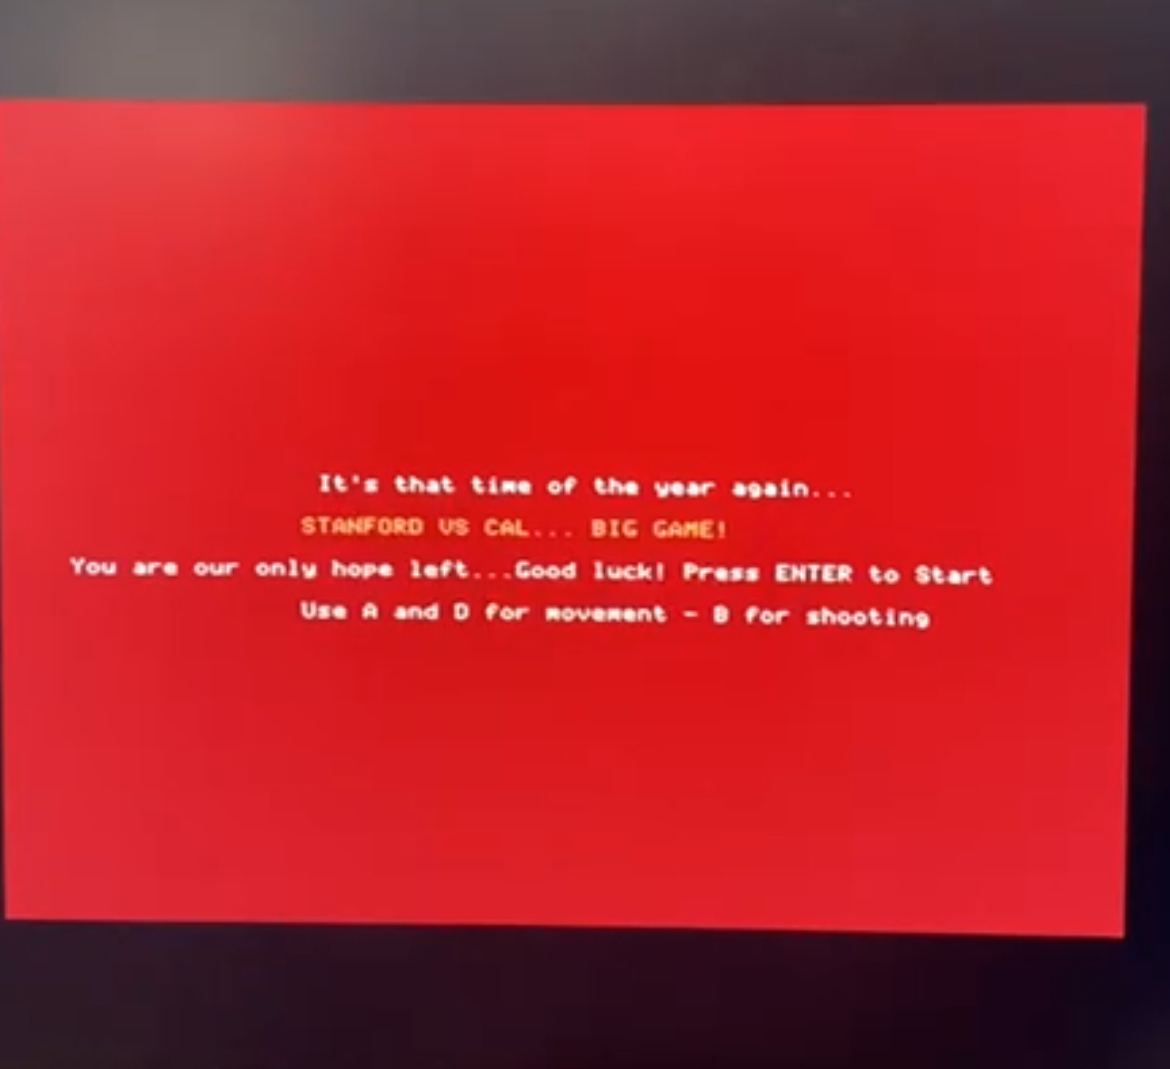 It's that time of the year again...
STANFORD VS CAL... BIG GAME!
You are our only hope left...Good luck! Press ENTER to Start
Use A and D for movement - B for shooting